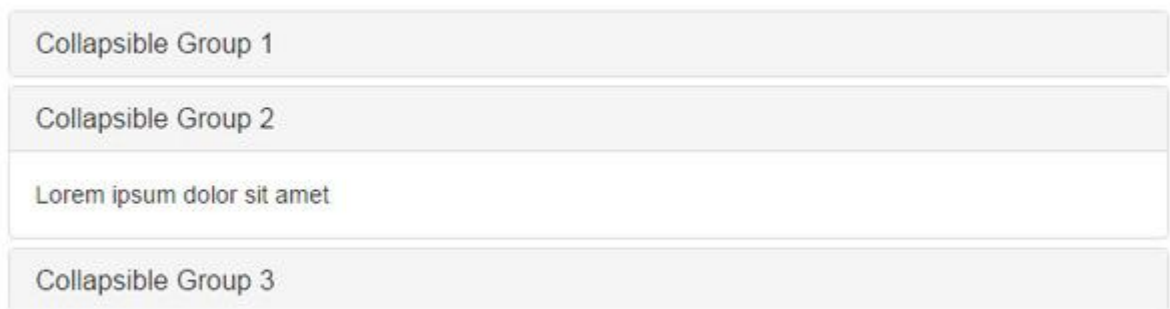 Collapsible Group 1
Collapsible Group 2
Lorem ipsum dolor sit amet
Collapsible Group 3